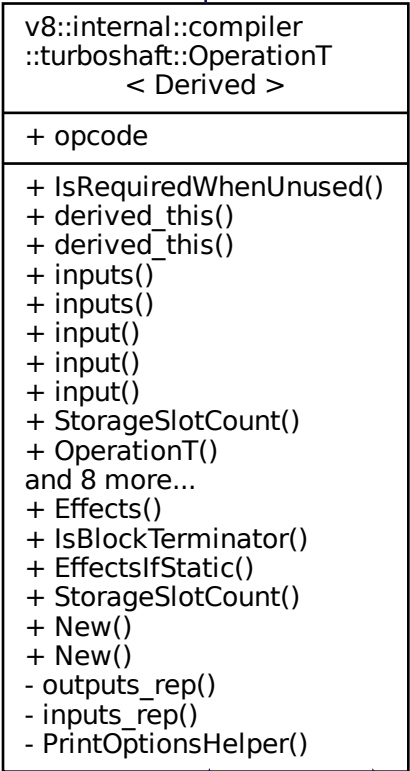 v8::internal::compiler
::turboshaft::OperationT
< Derived >
+ opcode
+ IsRequiredWhenUnused()
+ derived_this()
+ derived_this()
+ inputs()
+ inputs()
+ input()
+ input()
+ input()
+ StorageSlotCount()
+ OperationT()
and 8 more...
+ Effects()
+ IsBlockTerminator()
+ EffectsIfStatic()
+ StorageSlotCount()
+ New()
+ New()
- outputs_rep()
- inputs_rep()
- PrintOptionsHelper()